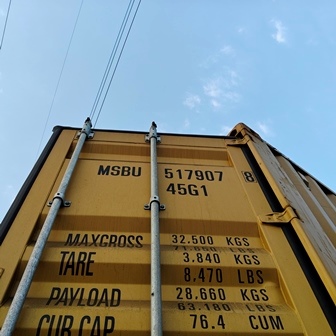 MSBU 517907 8
45G1
MAXGROSS 32.500 KGS
TARE 3.840 KGS
8.470 LBS
PAYLOAD 28.660 KGS
63.180 LBS
CUB.CAP. 76.4 CUM